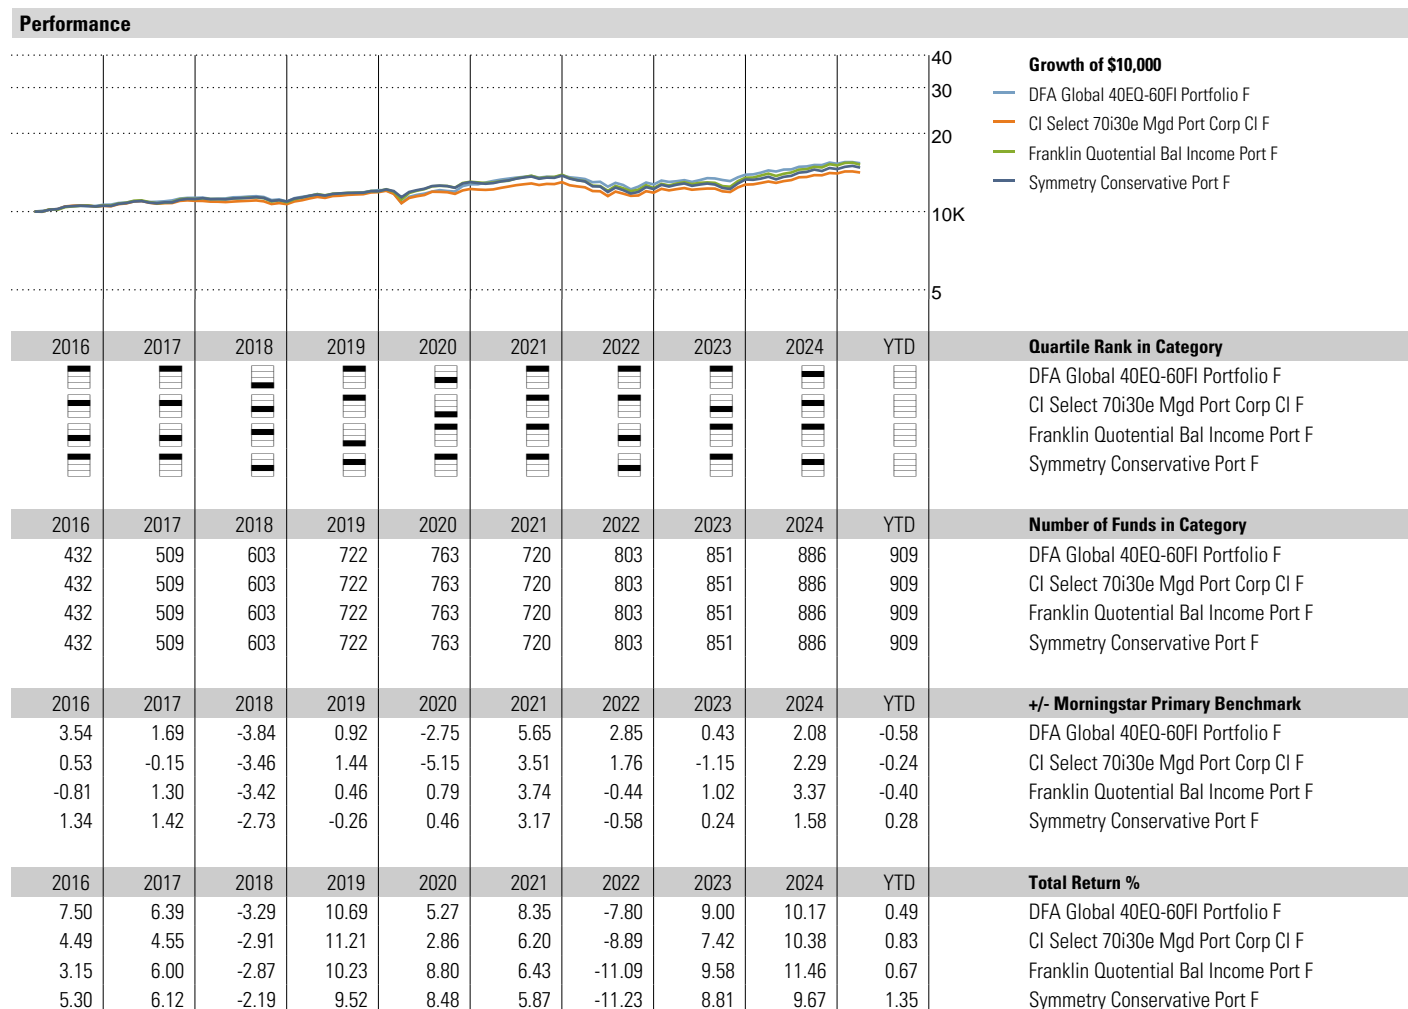 Performance
40
30
20
10K
5
Growth of $10,000
DFA Global 40EQ-60FI Portfolio F
CI Select 70i30e Mgd Port Corp Cl F
Franklin Quotential Bal Income Port F
Symmetry Conservative Port F
2016 2017 2018 2019 2020 2021 2022 2023 2024 YTD Quartile Rank in Category
DFA Global 40EQ-60FI Portfolio F
CI Select 70i30e Mgd Port Corp Cl F
Franklin Quotential Bal Income Port F
Symmetry Conservative Port F
2016 2017 2018 2019 2020 2021 2022 2023 2024 YTD Number of Funds in Category
432 509 603 722 763 720 803 851 886 909 DFA Global 40EQ-60FI Portfolio F
432 509 603 722 763 720 803 851 886 909 CI Select 70i30e Mgd Port Corp Cl F
432 509 603 722 763 720 803 851 886 909 Franklin Quotential Bal Income Port F
432 509 603 722 763 720 803 851 886 909 Symmetry Conservative Port F
2016 2017 2018 2019 2020 2021 2022 2023 2024 YTD +/- Morningstar Primary Benchmark
3.54 1.69 -3.84 0.92 -2.75 5.65 2.85 0.43 2.08 -0.58 DFA Global 40EQ-60FI Portfolio F
0.53 -0.15 -3.46 1.44 -5.15 3.51 1.76 -1.15 2.29 -0.24 CI Select 70i30e Mgd Port Corp Cl F
-0.81 1.30 -3.42 0.46 0.79 3.74 -0.44 1.02 3.37 -0.40 Franklin Quotential Bal Income Port F
1.34 1.42 -2.73 -0.26 0.46 3.17 -0.58 0.24 1.58 0.28 Symmetry Conservative Port F
2016 2017 2018 2019 2020 2021 2022 2023 2024 YTD Total Return %
7.50 6.39 -3.29 10.69 5.27 8.35 -7.80 9.00 10.17 0.49 DFA Global 40EQ-60FI Portfolio F
4.49 4.55 -2.91 11.21 2.86 6.20 -8.89 7.42 10.38 0.83 CI Select 70i30e Mgd Port Corp Cl F
3.15 6.00 -2.87 10.23 8.80 6.43 -11.09 9.58 11.46 0.67 Franklin Quotential Bal Income Port F
5.30 6.12 -2.19 9.52 8.48 5.87 -11.23 8.81 9.67 1.35 Symmetry Conservative Port F